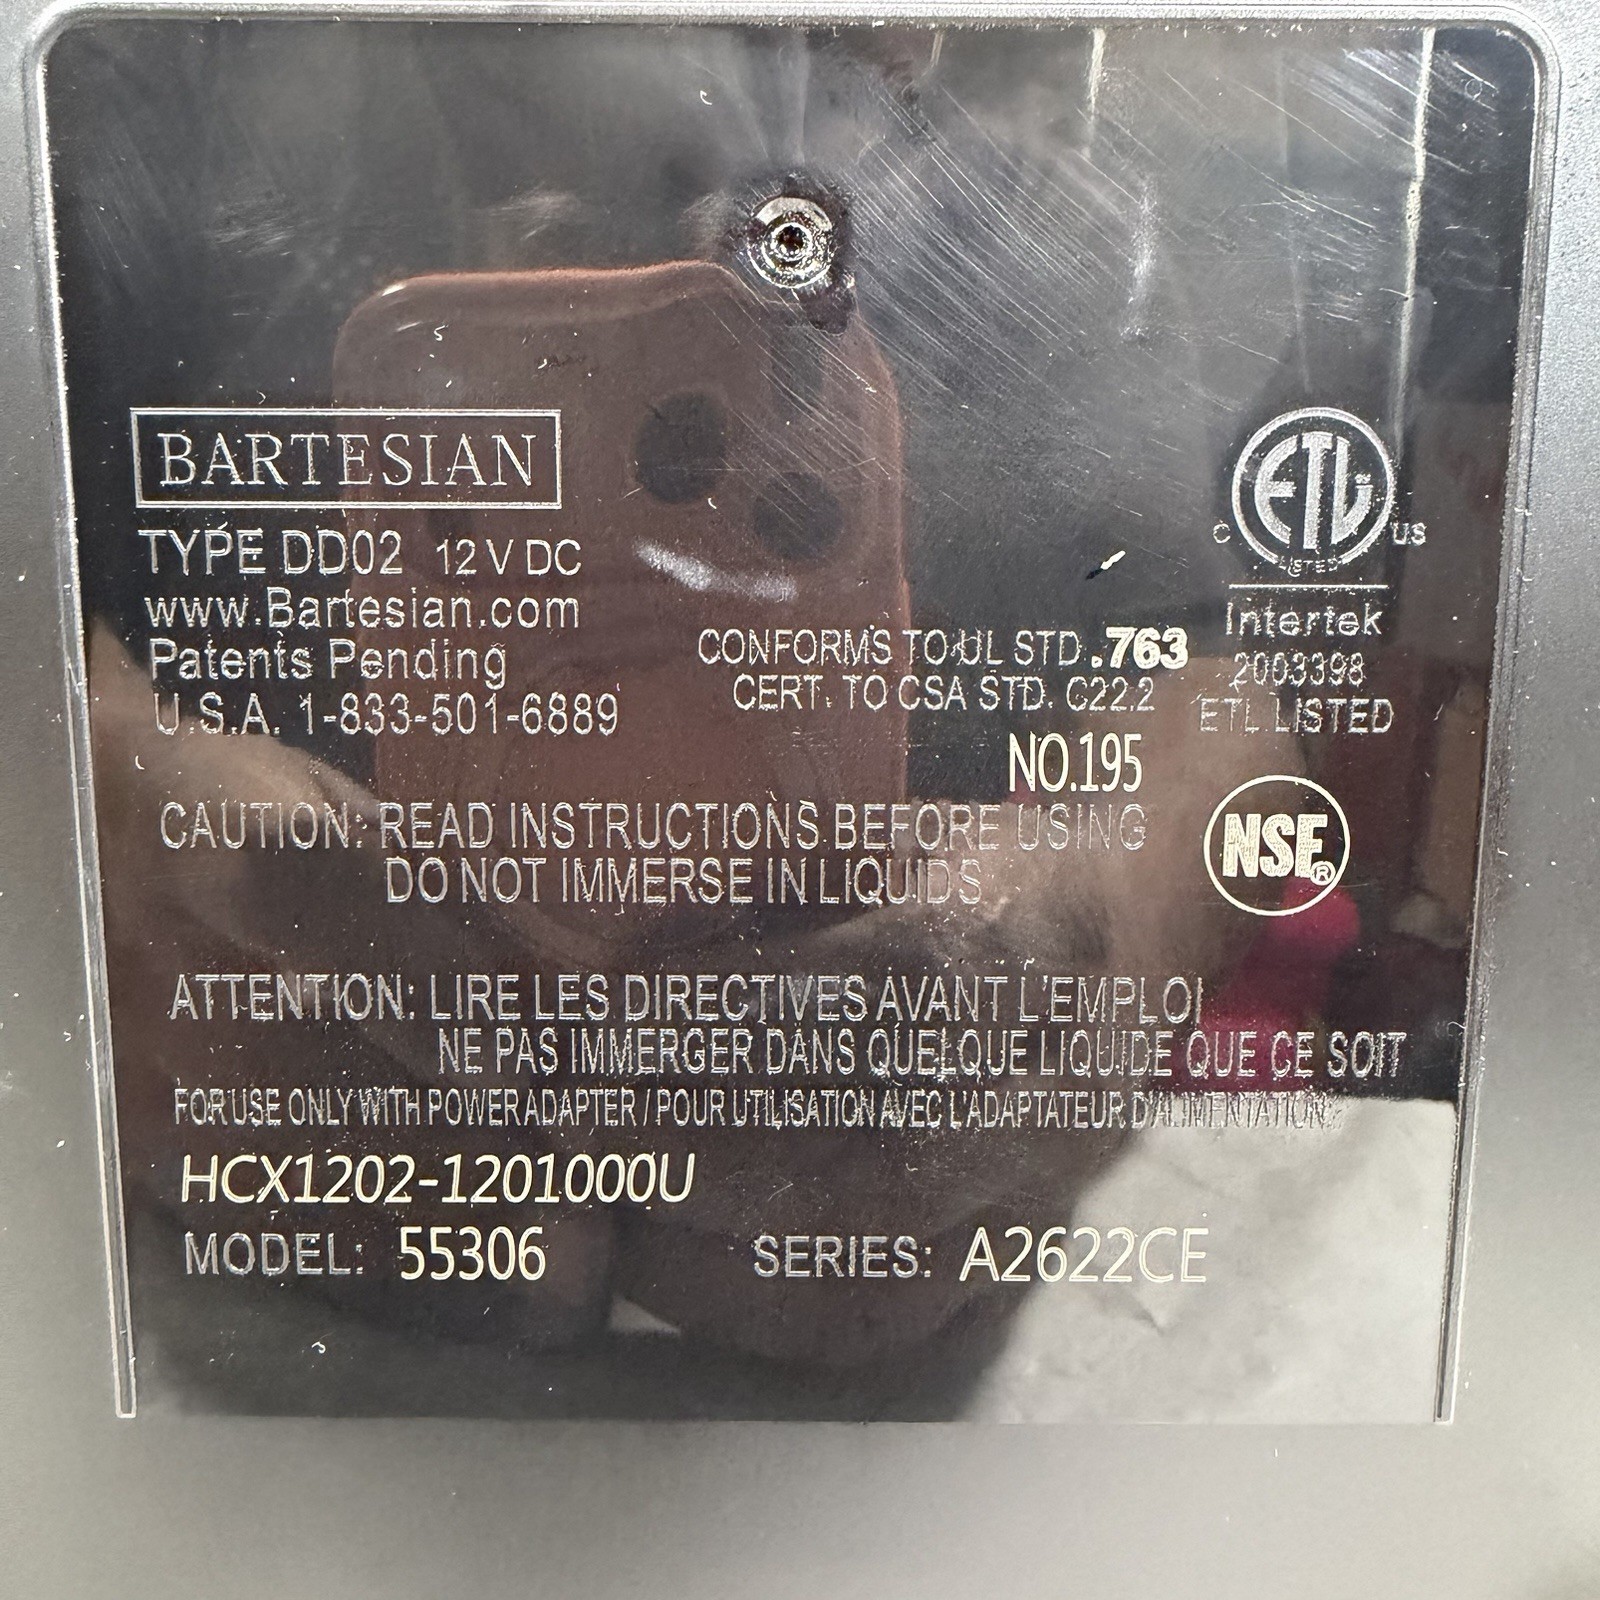 BARTESIAN
TYPE DD02 12 V DC
www.Bartesian.com
Patents Pending
U.S.A. 1-833-501-6889
CONFORMS TO UL STD .763
CERT. TO CSA STD. C22.2
NO.195
ETL
C US
LISTED
Intertek
2003398
ETL LISTED
NSF®
CAUTION: READ INSTRUCTIONS BEFORE USING
DO NOT IMMERSE IN LIQUIDS
ATTENTION: LIRE LES DIRECTIVES AVANT L'EMPLOI
NE PAS IMMERGER DANS QUELQUE LIQUIDE QUE CE SOIT
FOR USE ONLY WITH POWER ADAPTER / POUR UTILISATION AVEC L'ADAPTATEUR D'ALIMENTATION:
HCX1202-1201000U
MODEL: 55306 SERIES: A2622CE